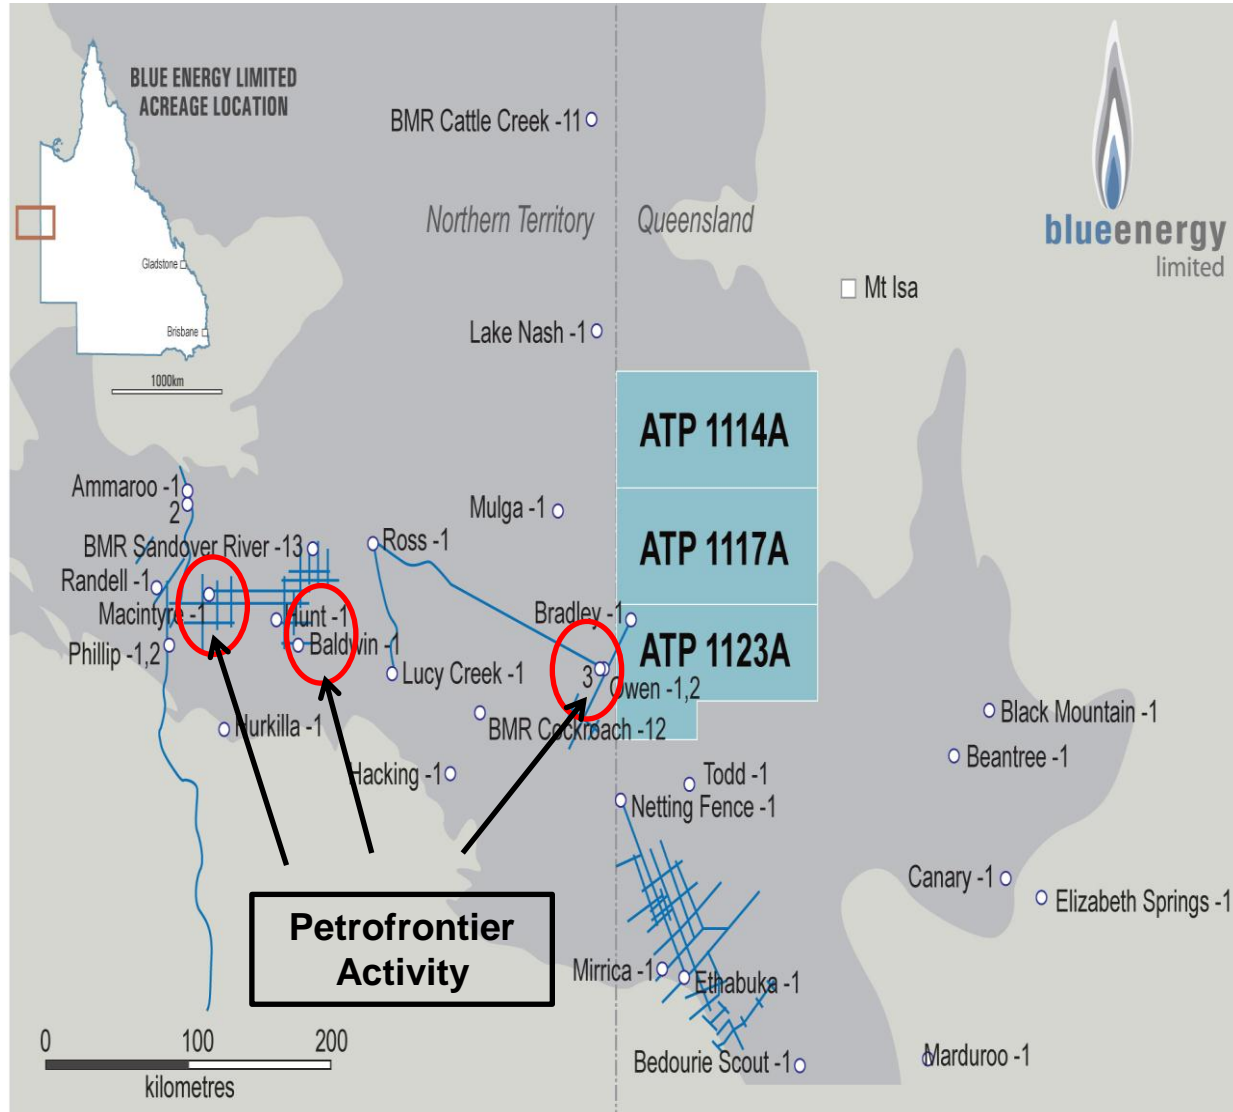 BLUE ENERGY LIMITED
ACREAGE LOCATION
BMR Cattle Creek -11
Northern Territory
Queensland
blueenergy
limited
Gladstone
Mt Isa
Brisbane
Lake Nash -1
1000km
ATP 1114A
Ammaroo -1
2
Mulga -1
BMR Sandover River -13
Ross -1
ATP 1117A
Randell -1
Macintyre -1
Hunt -1
Bradley -1
Phillip -1,2
Baldwin -1
ATP 1123A
Lucy Creek -1
3
Owen -1,2
Hurkilla -1
BMR Cockroach -12
Black Mountain -1
Beantree -1
Hacking -1
Todd -1
Netting Fence -1
Canary -1
Elizabeth Springs -1
Petrofrontier
Activity
Mirrica -1
Ethabuka -1
0 100 200
kilometres
Bedourie Scout -1
Marduroo -1